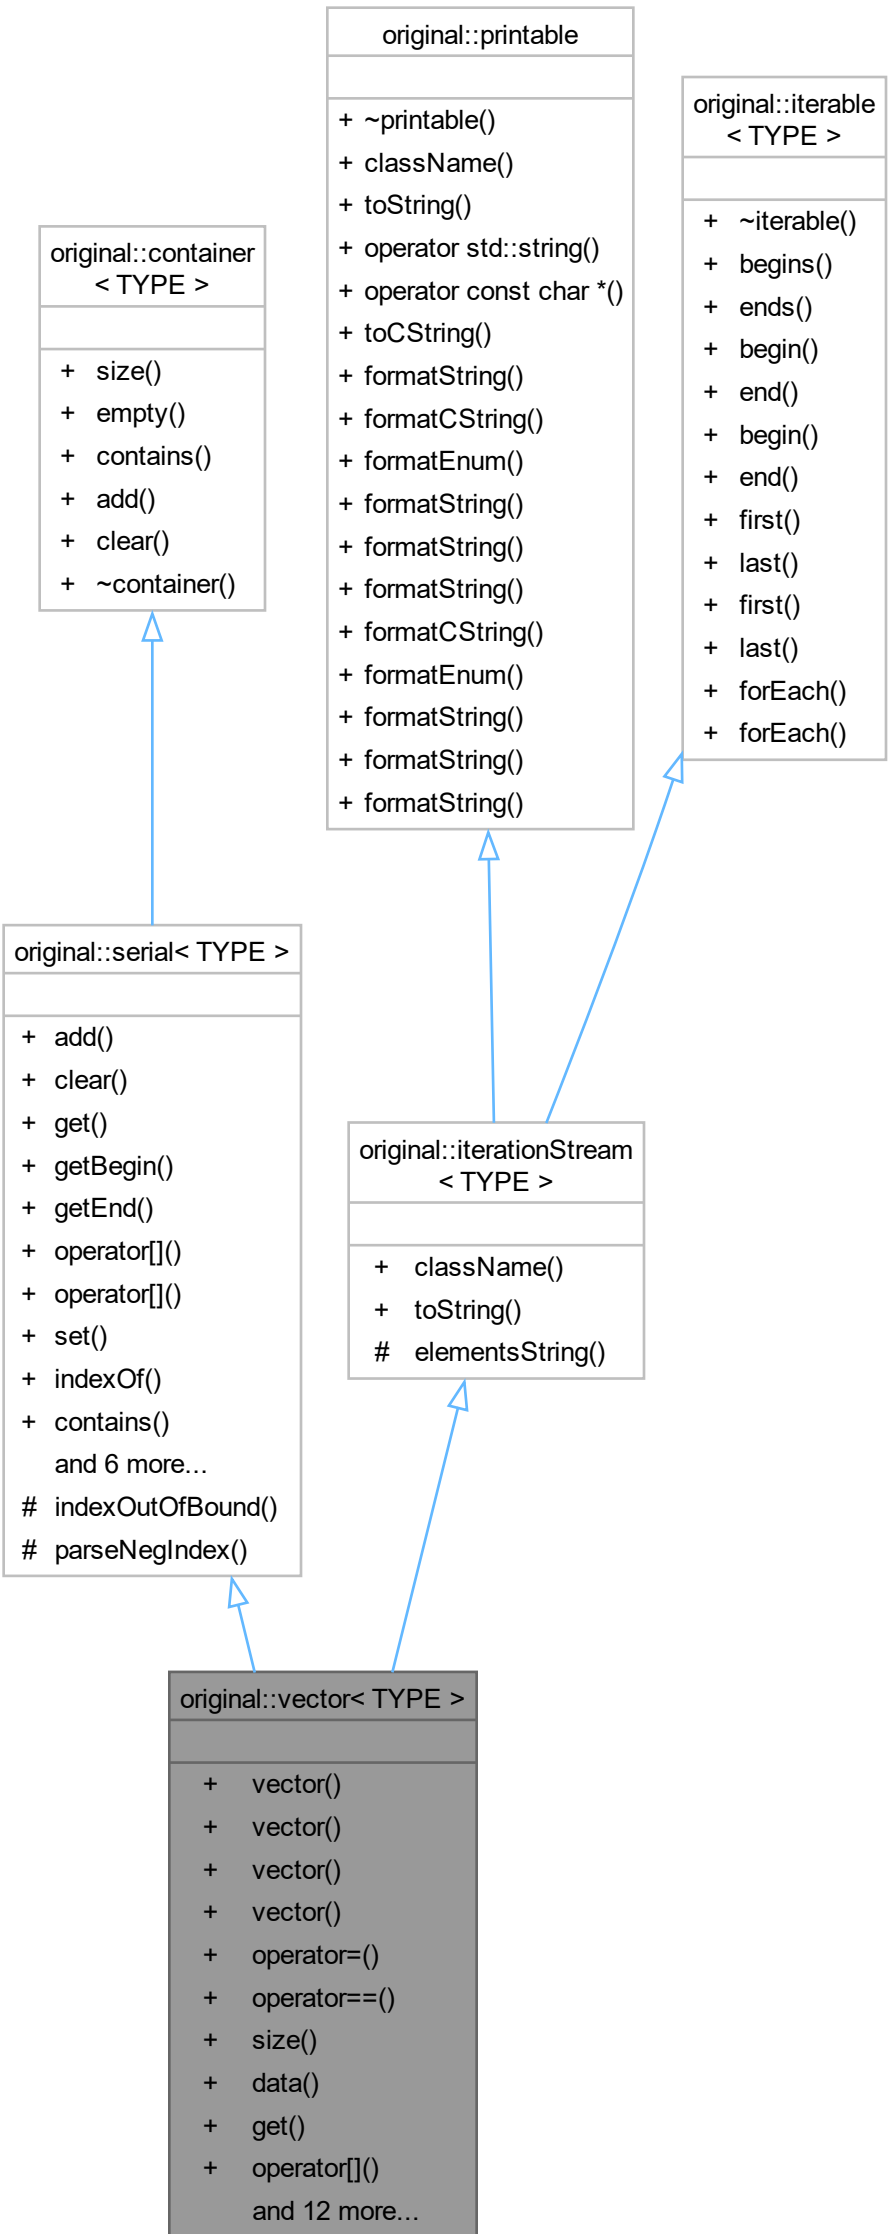 original::printable
+ ~printable()
+ className()
+ toString()
+ operator std::string()
+ operator const char *()
+ toCString()
+ formatString()
+ formatCString()
+ formatEnum()
+ formatString()
+ formatString()
+ formatString()
+ formatCString()
+ formatEnum()
+ formatString()
+ formatString()
+ formatString()
original::iterable
< TYPE >
+ ~iterable()
+ begins()
+ ends()
+ begin()
+ end()
+ begin()
+ end()
+ first()
+ last()
+ first()
+ last()
+ forEach()
+ forEach()
original::container
< TYPE >
+ size()
+ empty()
+ contains()
+ add()
+ clear()
+ ~container()
original::serial< TYPE >
+ add()
+ clear()
+ get()
+ getBegin()
+ getEnd()
+ operator[]()
+ operator[]()
+ set()
+ indexOf()
+ contains()
and 6 more...
# indexOutOfBound()
# parseNegIndex()
original::iterationStream
< TYPE >
+ className()
+ toString()
# elementsString()
original::vector< TYPE >
+ vector()
+ vector()
+ vector()
+ vector()
+ operator=()
+ operator==()
+ size()
+ data()
+ get()
+ operator[]()
and 12 more...